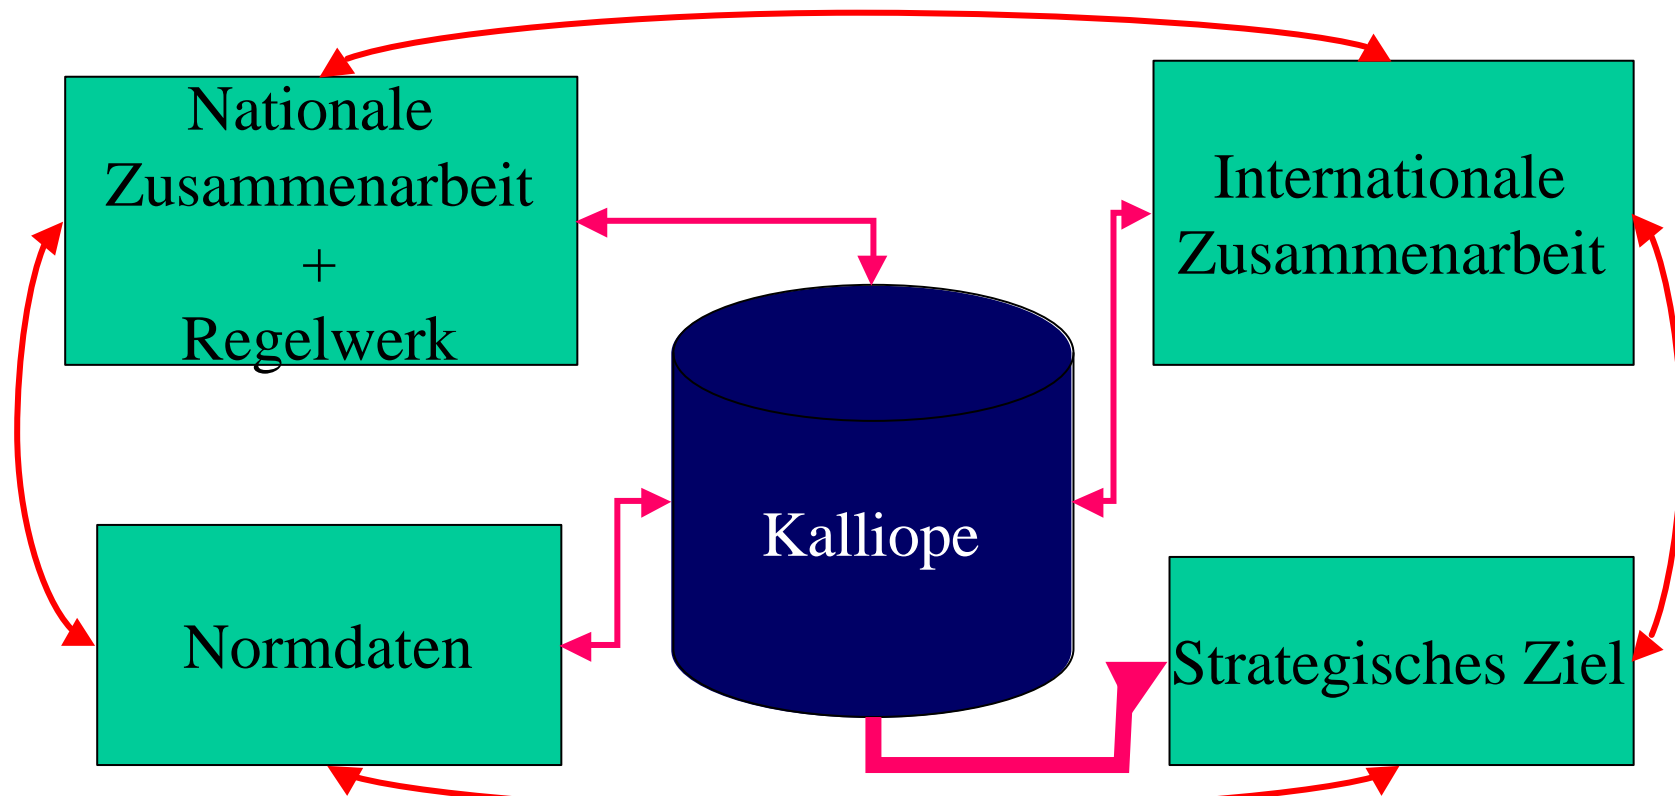 Nationale
Zusammenarbeit
+
Regelwerk
Internationale
Zusammenarbeit
Kalliope
Normdaten
Strategisches Ziel